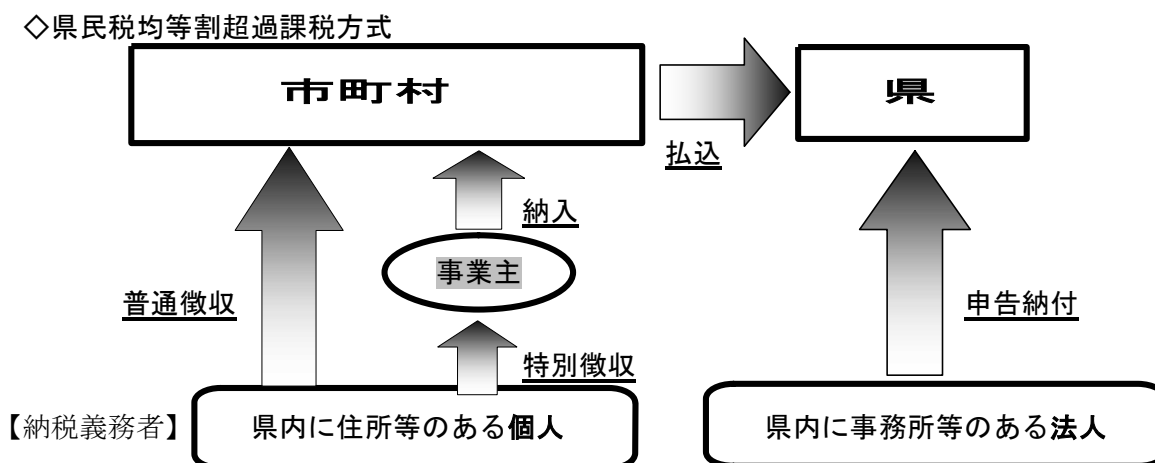 ◇県民税均等割超過課税方式
市町村
県
払込
納入
事業主
普通徴収
申告納付
特別徴収
【納税義務者】
県内に住所等のある個人
県内に事務所等のある法人